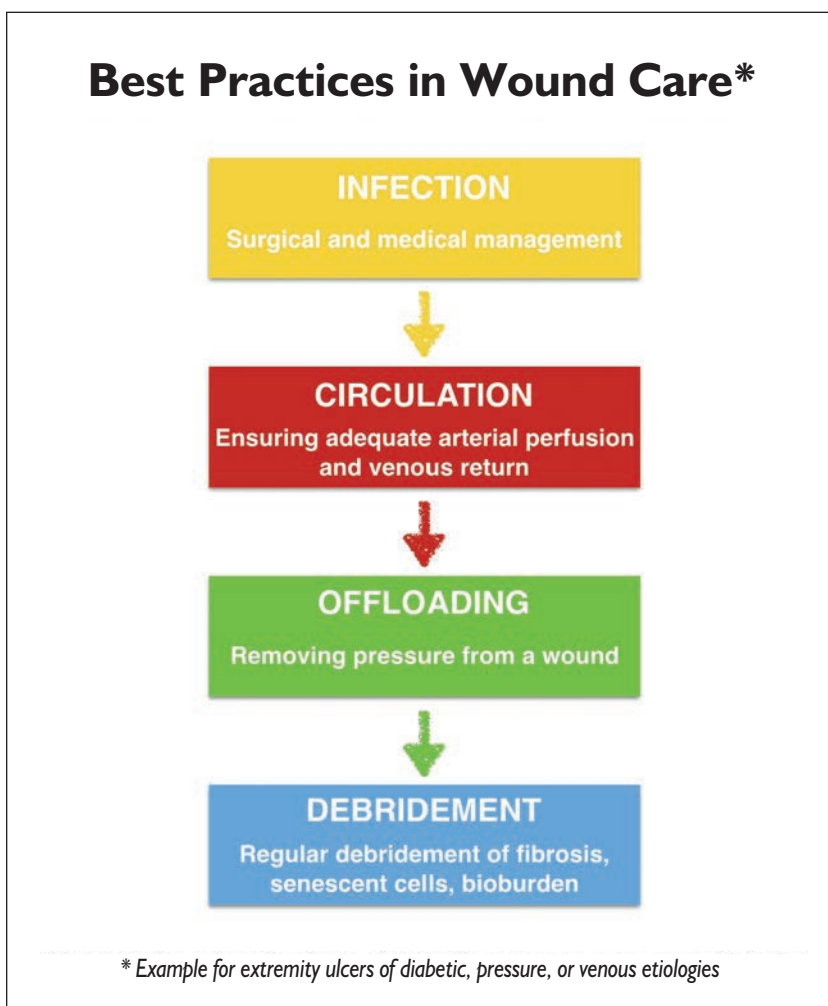 Best Practices in Wound Care*
INFECTION
Surgical and medical management
CIRCULATION
Ensuring adequate arterial perfusion
and venous return
OFFLOADING
Removing pressure from a wound
DEBRIDEMENT
Regular debridement of fibrosis,
senescent cells, bioburden
* Example for extremity ulcers of diabetic, pressure, or venous etiologies